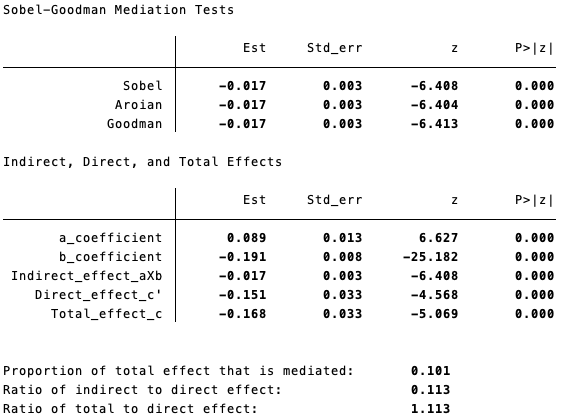 Sobel-Goodman Mediation Tests
Est Std_err z P>|z|
Sobel -0.017 0.003 -6.408 0.000
Aroian -0.017 0.003 -6.404 0.000
Goodman -0.017 0.003 -6.413 0.000
Indirect, Direct, and Total Effects
Est Std_err z P>|z|
a_coefficient 0.089 0.013 6.627 0.000
b_coefficient -0.191 0.008 -25.182 0.000
Indirect_effect_aXb -0.017 0.003 -6.408 0.000
Direct_effect_c' -0.151 0.033 -4.568 0.000
Total_effect_c -0.168 0.033 -5.069 0.000
Proportion of total effect that is mediated: 0.101
Ratio of indirect to direct effect: 0.113
Ratio of total to direct effect: 1.113